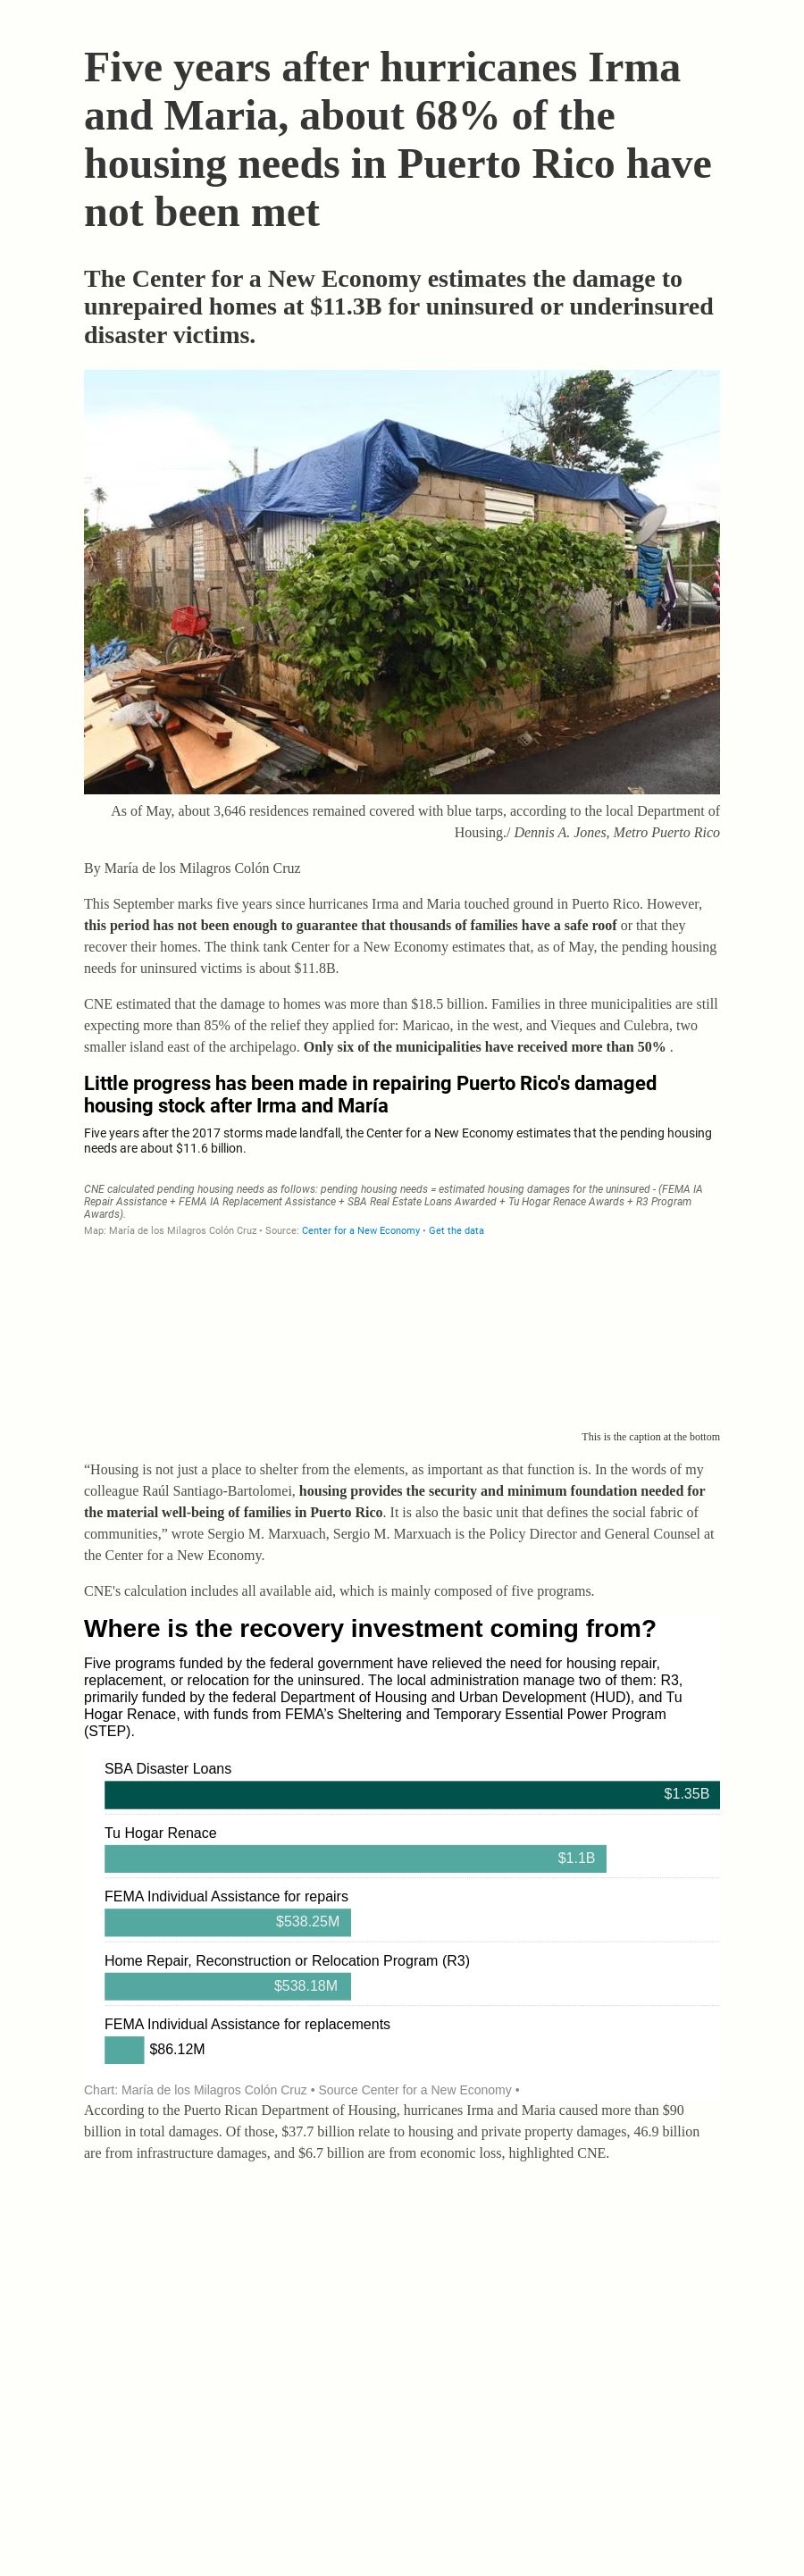 Five years after hurricanes Irma
and Maria, about 68% of the
housing needs in Puerto Rico have
not been met
The Center for a New Economy estimates the damage to
unrepaired homes at $11.3B for uninsured or underinsured
disaster victims.
As of May, about 3,646 residences remained covered with blue tarps, according to the local Department of
Housing./ Dennis A. Jones, Metro Puerto Rico
By María de los Milagros Colón Cruz
This September marks five years since hurricanes Irma and Maria touched ground in Puerto Rico. However,
this period has not been enough to guarantee that thousands of families have a safe roof or that they
recover their homes. The think tank Center for a New Economy estimates that, as of May, the pending housing
needs for uninsured victims is about $11.8B.
CNE estimated that the damage to homes was more than $18.5 billion. Families in three municipalities are still
expecting more than 85% of the relief they applied for: Maricao, in the west, and Vieques and Culebra, two
smaller island east of the archipelago. Only six of the municipalities have received more than 50% .
Little progress has been made in repairing Puerto Rico's damaged
housing stock after Irma and María
Five years after the 2017 storms made landfall, the Center for a New Economy estimates that the pending housing
needs are about $11.6 billion.
CNE calculated pending housing needs as follows: pending housing needs = estimated housing damages for the uninsured - (FEMA IA
Repair Assistance + FEMA IA Replacement Assistance + SBA Real Estate Loans Awarded + Tu Hogar Renace Awards + R3 Program
Awards).
Map: María de los Milagros Colón Cruz • Source: Center for a New Economy • Get the data
This is the caption at the bottom
“Housing is not just a place to shelter from the elements, as important as that function is. In the words of my
colleague Raúl Santiago-Bartolomei, housing provides the security and minimum foundation needed for
the material well-being of families in Puerto Rico. It is also the basic unit that defines the social fabric of
communities,” wrote Sergio M. Marxuach, Sergio M. Marxuach is the Policy Director and General Counsel at
the Center for a New Economy.
CNE's calculation includes all available aid, which is mainly composed of five programs.
Where is the recovery investment coming from?
Five programs funded by the federal government have relieved the need for housing repair,
replacement, or relocation for the uninsured. The local administration manage two of them: R3,
primarily funded by the federal Department of Housing and Urban Development (HUD), and Tu
Hogar Renace, with funds from FEMA’s Sheltering and Temporary Essential Power Program
(STEP).
SBA Disaster Loans
$1.35B
Tu Hogar Renace
$1.1B
FEMA Individual Assistance for repairs
$538.25M
Home Repair, Reconstruction or Relocation Program (R3)
$538.18M
FEMA Individual Assistance for replacements
$86.12M
Chart: María de los Milagros Colón Cruz • Source Center for a New Economy •
According to the Puerto Rican Department of Housing, hurricanes Irma and Maria caused more than $90
billion in total damages. Of those, $37.7 billion relate to housing and private property damages, 46.9 billion
are from infrastructure damages, and $6.7 billion are from economic loss, highlighted CNE.